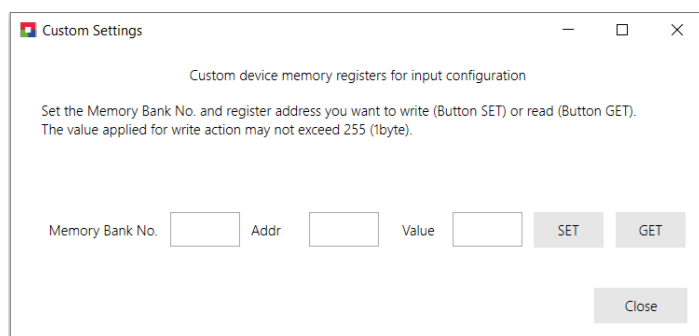 Custom Settings
Custom device memory registers for input configuration
Set the Memory Bank No. and register address you want to write (Button SET) or read (Button GET).
The value applied for write action may not exceed 255 (1byte).
Memory Bank No. Addr Value SET GET
Close